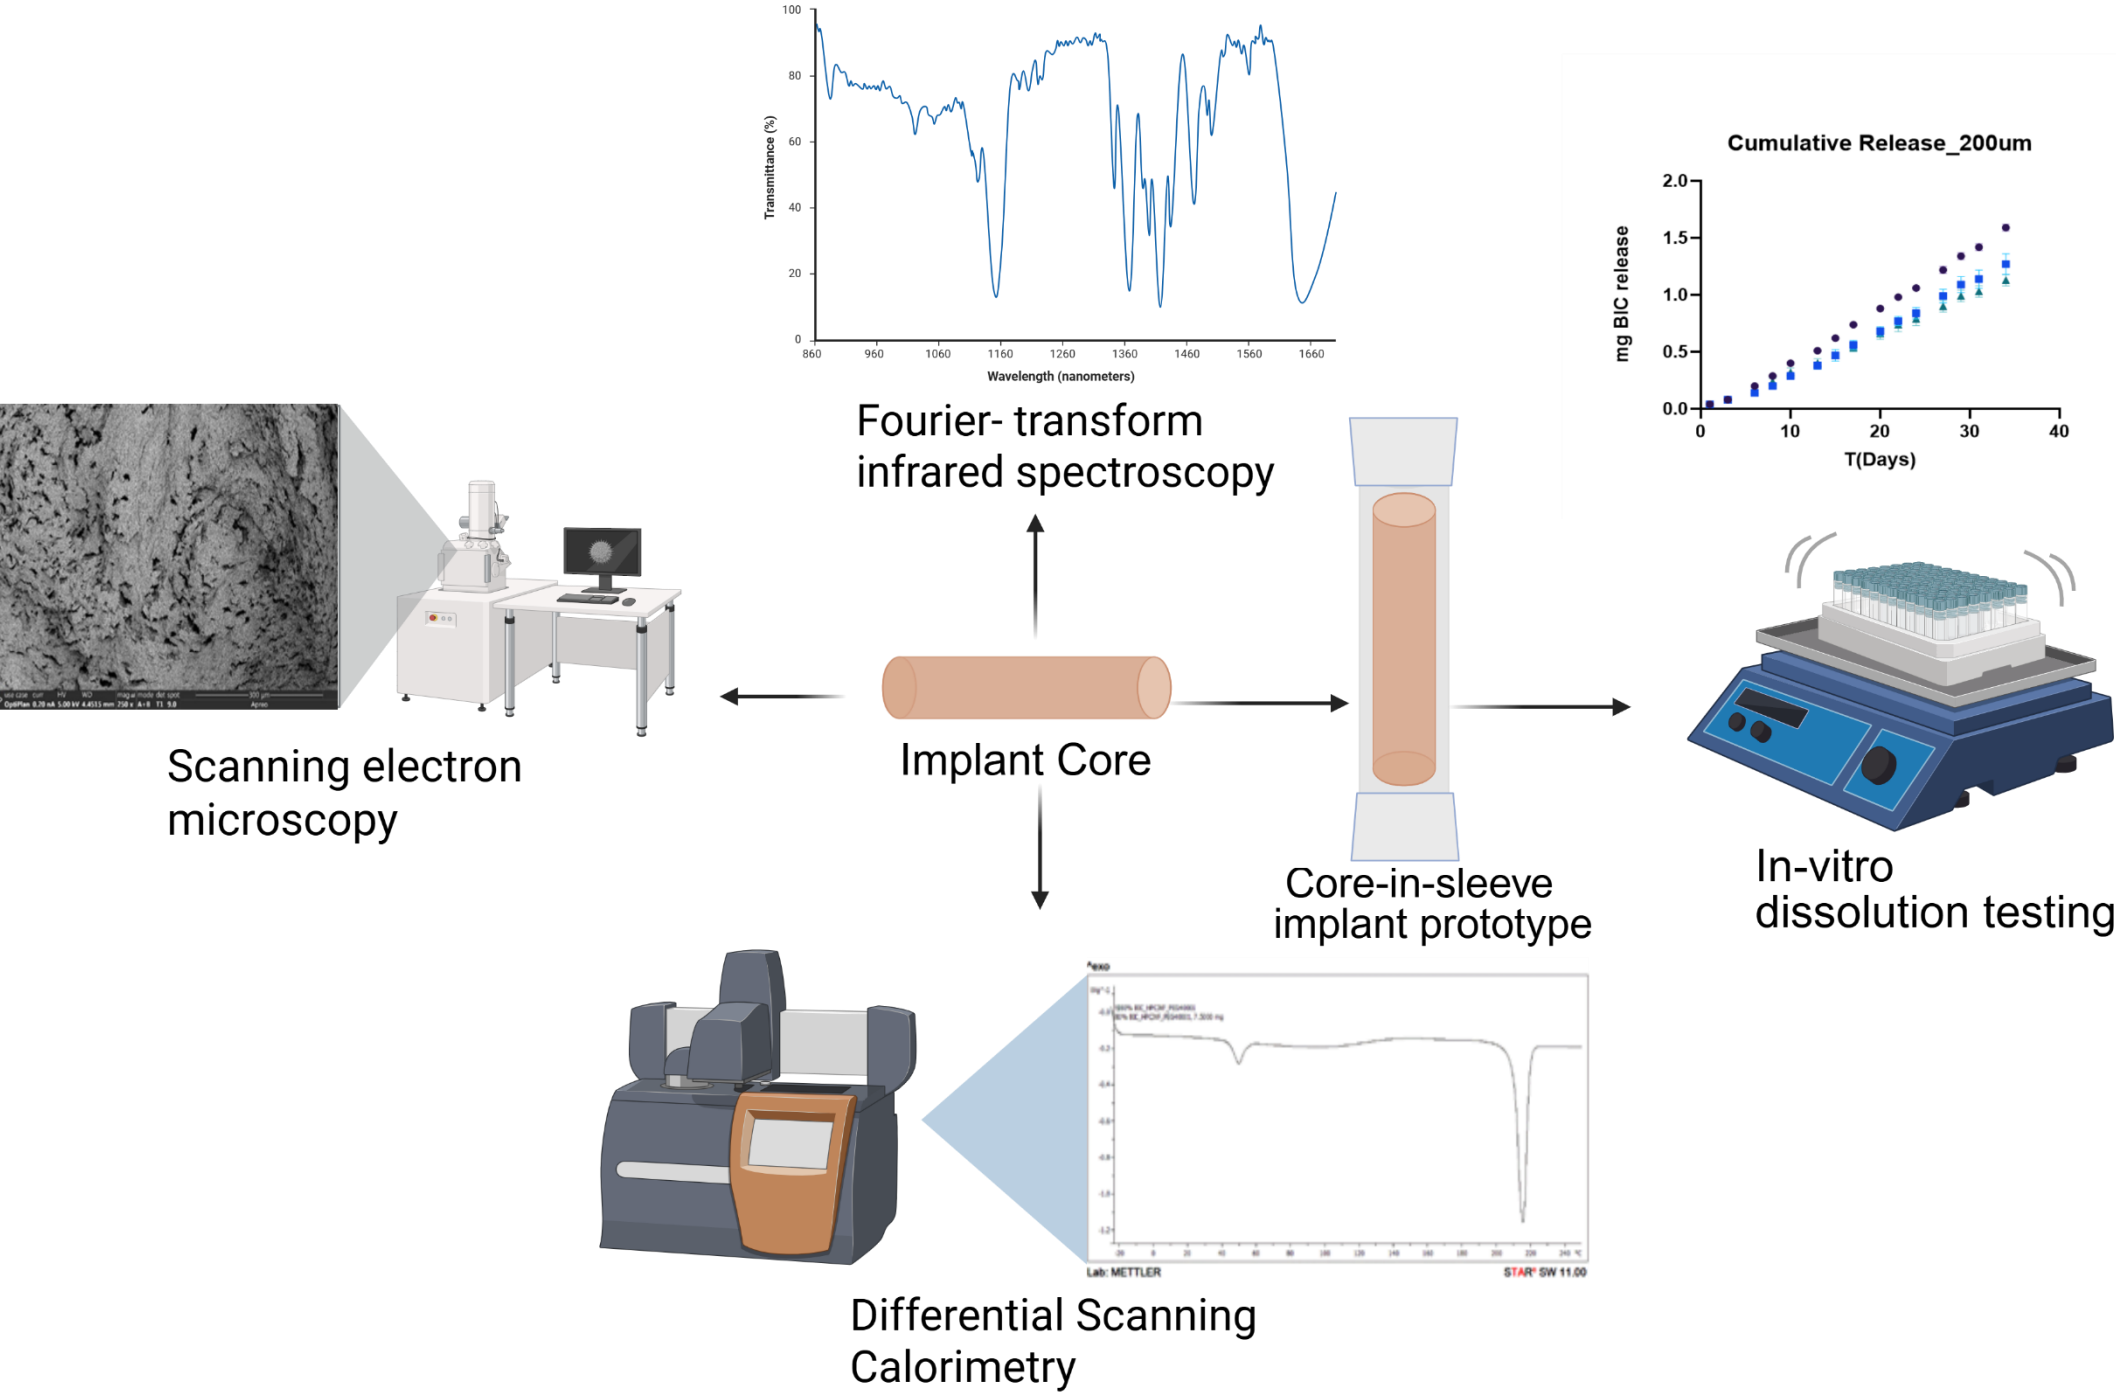 100
80
60
40
20
0
Transmittance (%)
860 960 1060 1160 1260 1360 1460 1560 1660
Wavelength (nanometers)
Fourier- transform
infrared spectroscopy
Cumulative Release_200um
2.0
1.5
1.0
0.5
0.0
mg BIC release
0 10 20 30 40
T(Days)
Scanning electron
microscopy
Implant Core
Core-in-sleeve
implant prototype
In-vitro
dissolution testing
^exo
Lab: METTLER
STARe SW 11.00
Differential Scanning
Calorimetry